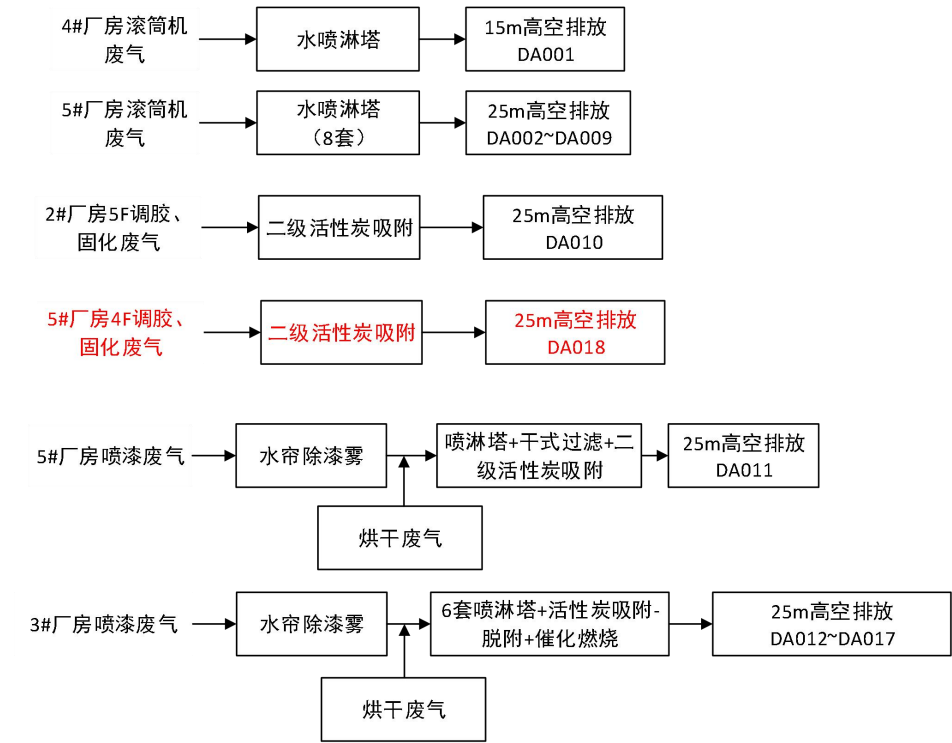 4#厂房滚筒机
废气
水喷淋塔
15m高空排放
DA001
5#厂房滚筒机
废气
水喷淋塔
（8套）
25m高空排放
DA002~DA009
2#厂房5F调胶、
固化废气
二级活性炭吸附
25m高空排放
DA010
5#厂房4F调胶、
固化废气
二级活性炭吸附
25m高空排放
DA018
5#厂房喷漆废气
水帘除漆雾
喷淋塔+干式过滤+二
级活性炭吸附
25m高空排放
DA011
烘干废气
3#厂房喷漆废气
水帘除漆雾
6套喷淋塔+活性炭吸附-
脱附+催化燃烧
25m高空排放
DA012~DA017
烘干废气